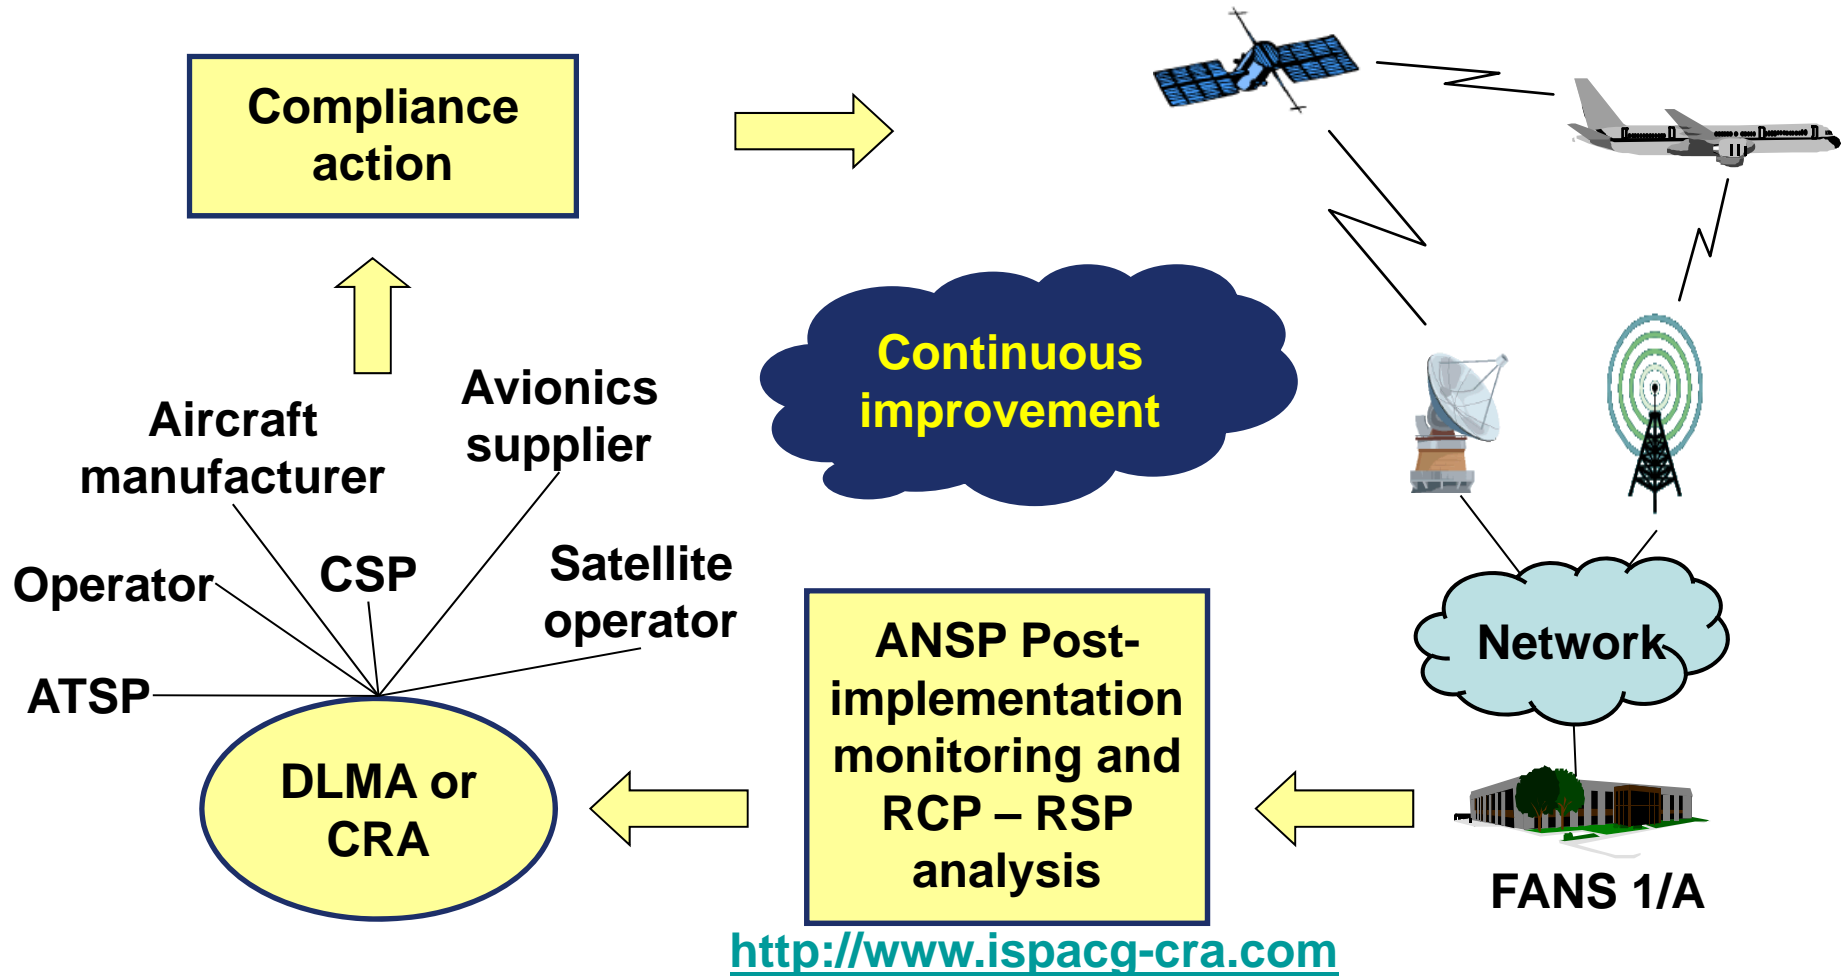 Compliance
action
Continuous
improvement
Avionics
supplier
Aircraft
manufacturer
Operator
CSP
Satellite
operator
ATSP
DLMA or
CRA
ANSP Post-
implementation
monitoring and
RCP – RSP
analysis
Network
FANS 1/A
http://www.ispacg-cra.com